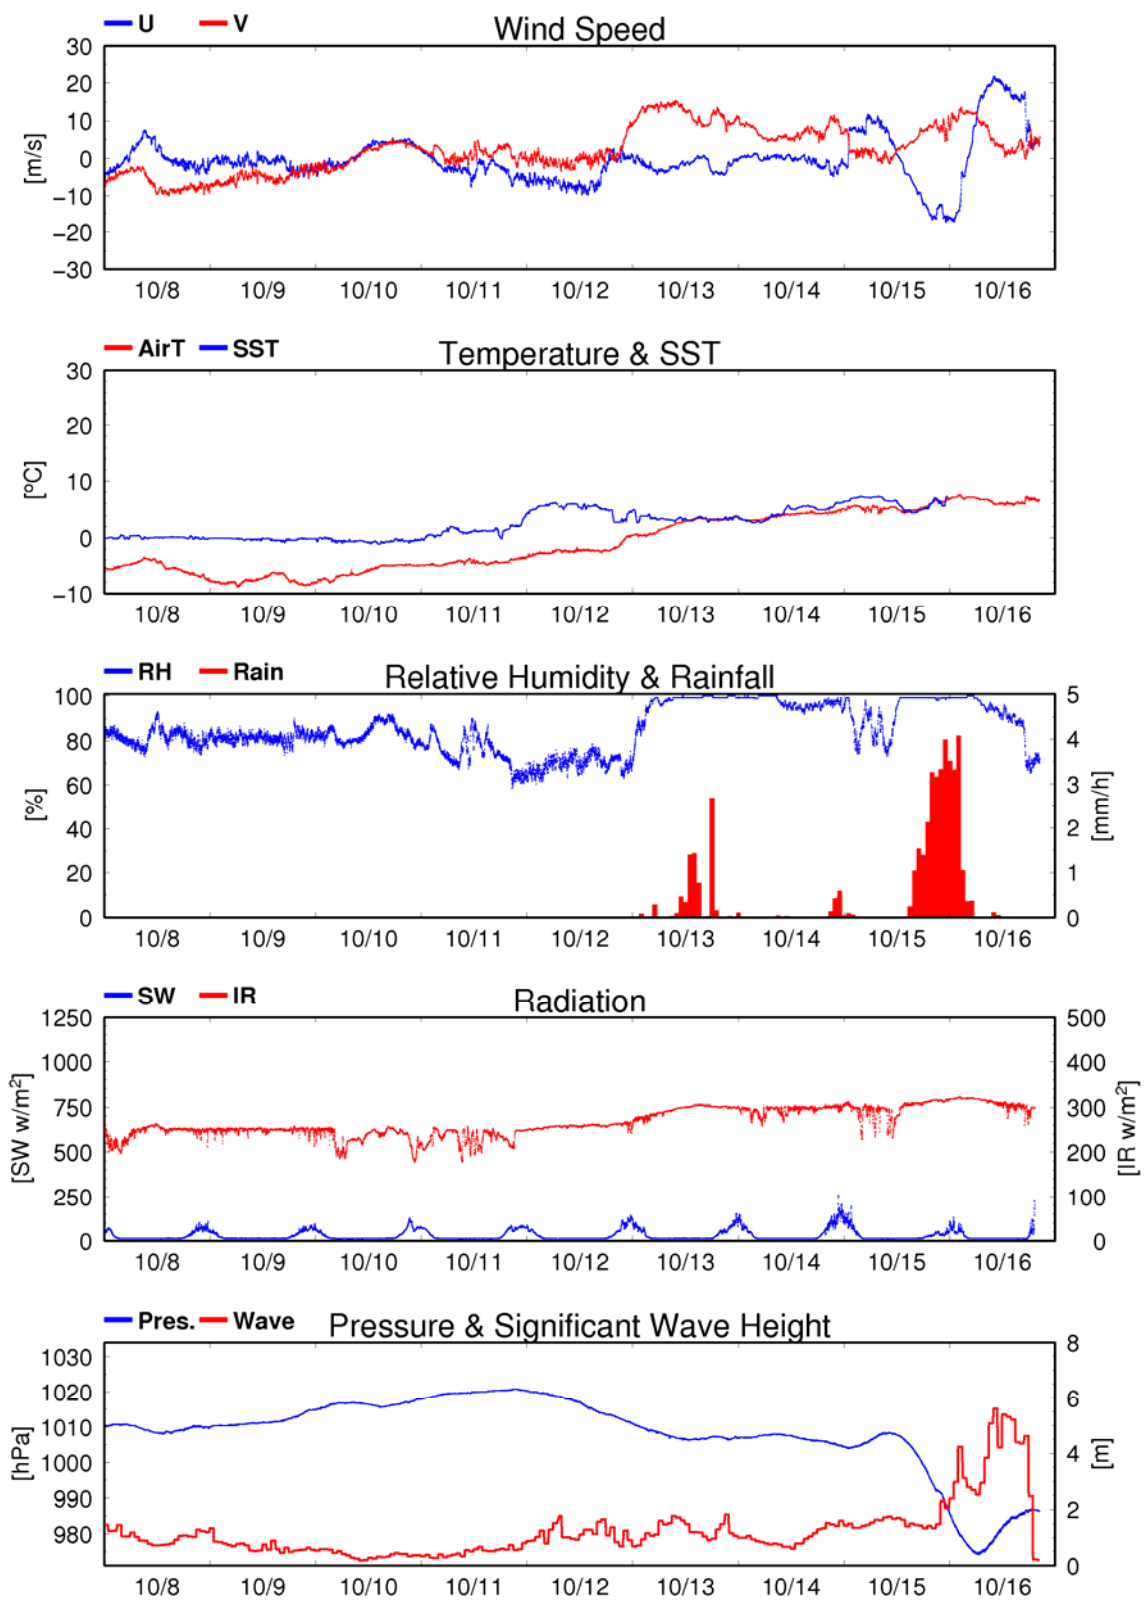 U V Wind Speed
30
20
10
0
−10
−20
−30
[m/s]
10/8 10/9 10/10 10/11 10/12 10/13 10/14 10/15 10/16
AirT SST Temperature & SST
30
20
10
0
−10
[ºC]
10/8 10/9 10/10 10/11 10/12 10/13 10/14 10/15 10/16
RH Rain Relative Humidity & Rainfall
100 5
80 4
60 3
40 2
20 1
0 0
[%] [mm/h]
10/8 10/9 10/10 10/11 10/12 10/13 10/14 10/15 10/16
SW IR Radiation
1250 500
1000 400
750 300
500 200
250 100
0 0
[SW w/m²] [IR w/m²]
10/8 10/9 10/10 10/11 10/12 10/13 10/14 10/15 10/16
Pres. Wave Pressure & Significant Wave Height
1030 8
1020 6
1010
1000 4
990 2
980
0
[hPa] [m]
10/8 10/9 10/10 10/11 10/12 10/13 10/14 10/15 10/16